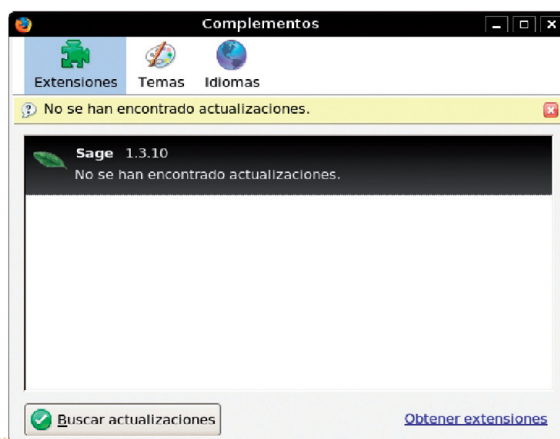 Complementos
Extensiones Temas Idiomas
No se han encontrado actualizaciones.
Sage 1.3.10
No se han encontrado actualizaciones.
Buscar actualizaciones
Obtener extensiones